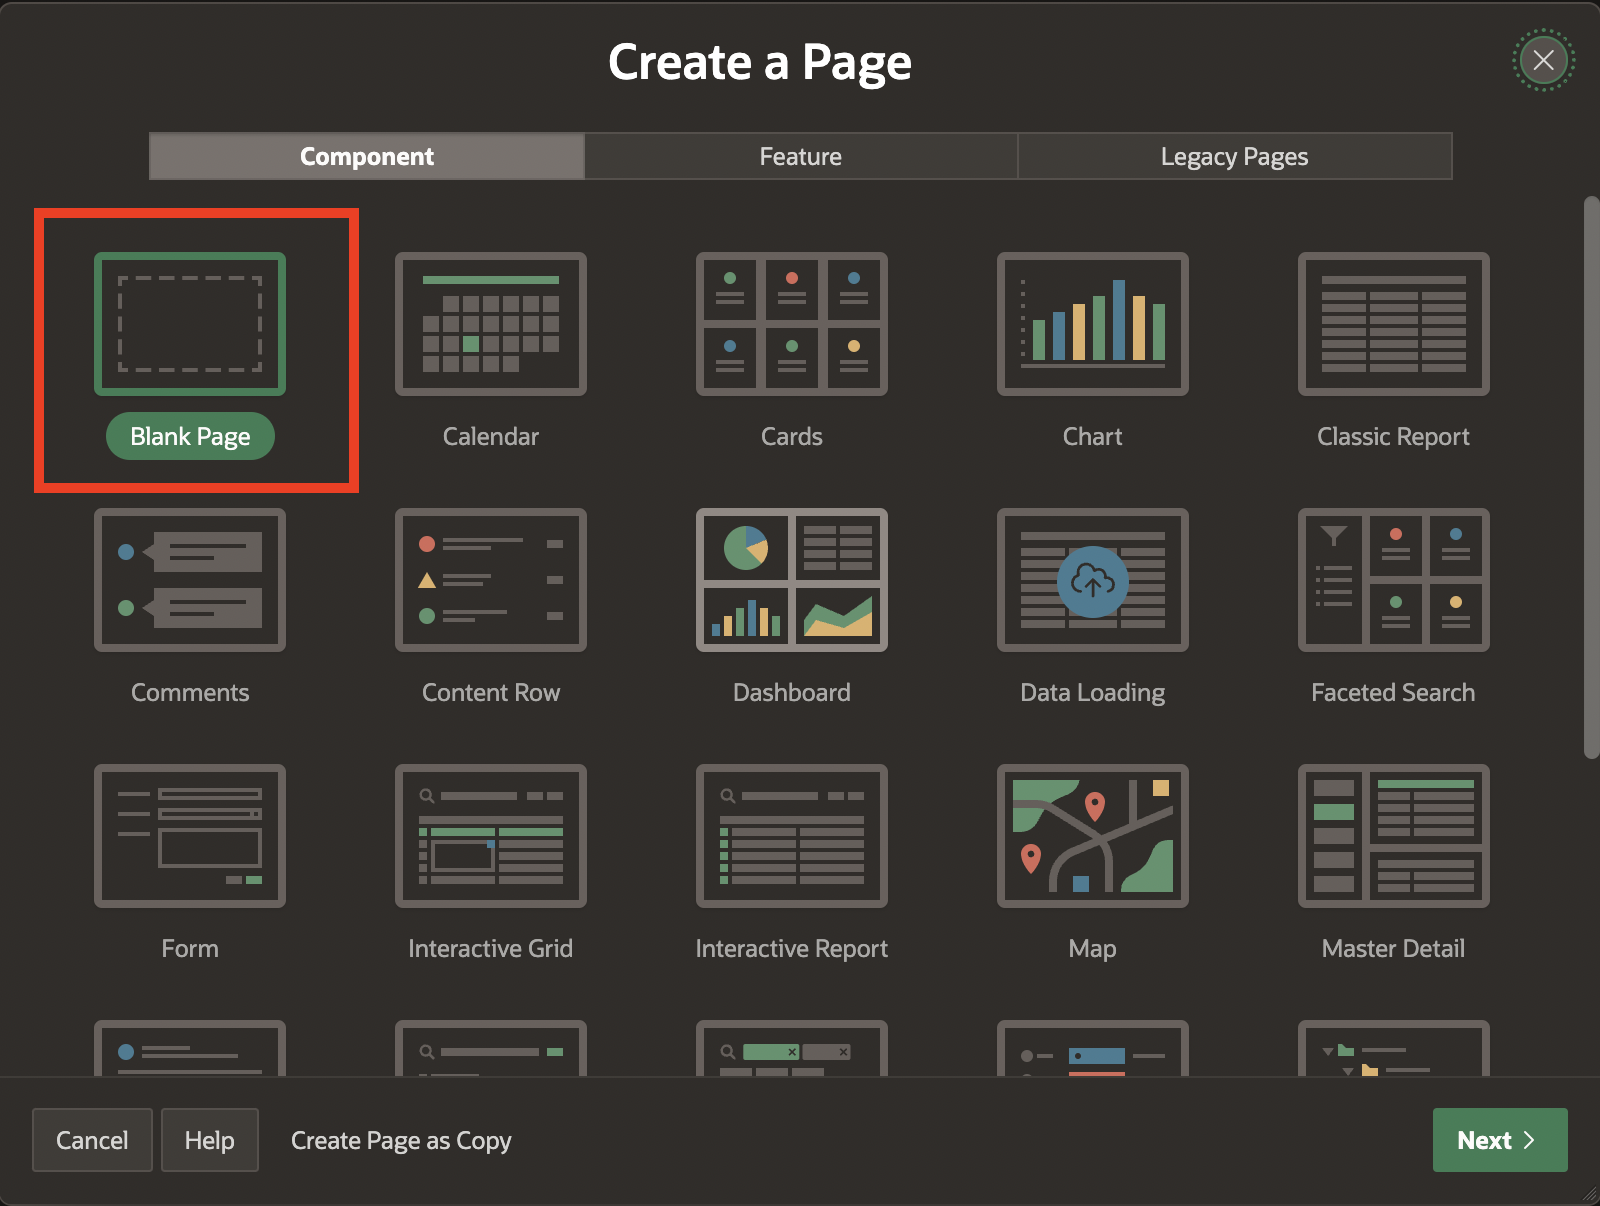 Create a Page
Component
Feature
Legacy Pages
Blank Page
Calendar
Cards
Chart
Classic Report
Comments
Content Row
Dashboard
Data Loading
Faceted Search
Form
Interactive Grid
Interactive Report
Map
Master Detail
Cancel
Help
Create Page as Copy
Next